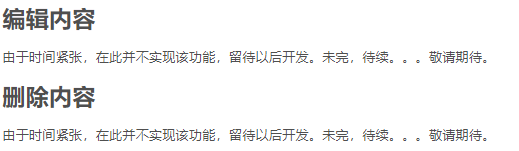 编辑内容
由于时间紧张，在此并不实现该功能，留待以后开发。未完，待续。。。敬请期待。
删除内容
由于时间紧张，在此并不实现该功能，留待以后开发。未完，待续。。。敬请期待。